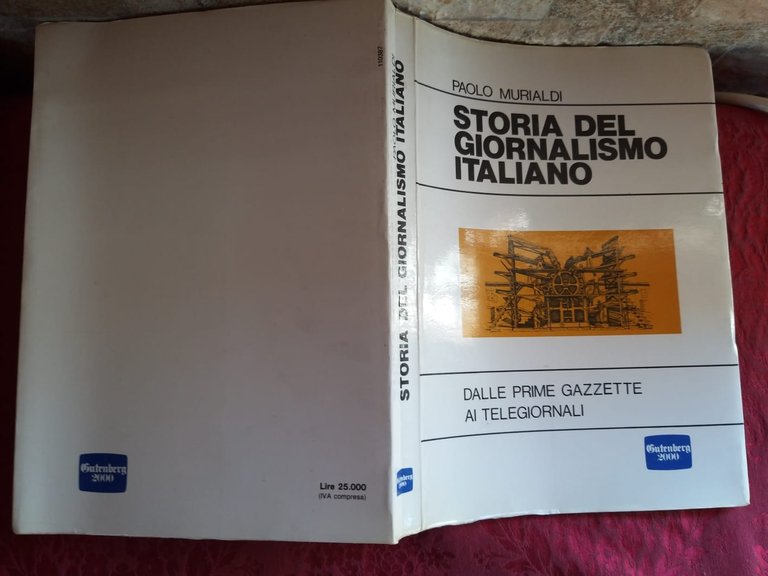 PAOLO MURIALDI
STORIA DEL
GIORNALISMO
ITALIANO
DALLE PRIME GAZZETTE
AI TELEGIORNALI
Gutenberg
2000
110387
STORIA DEL GIORNALISMO ITALIANO
Gutenberg
2000
Lire 25.000
(IVA compresa)